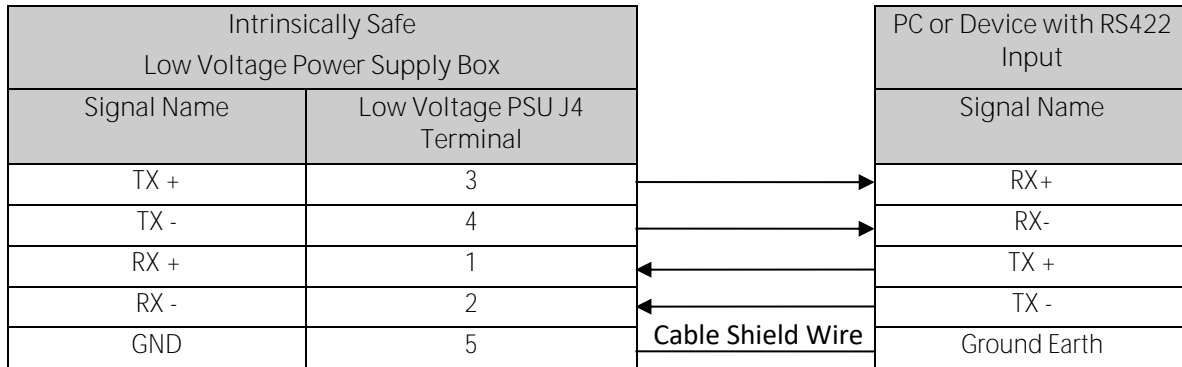 Intrinsically Safe
Low Voltage Power Supply Box
PC or Device with RS422
Input
Signal Name
Low Voltage PSU J4
Terminal
Signal Name
TX +
3
RX+
TX -
4
RX-
RX +
1
TX +
RX -
2
TX -
GND
5
Cable Shield Wire
Ground Earth